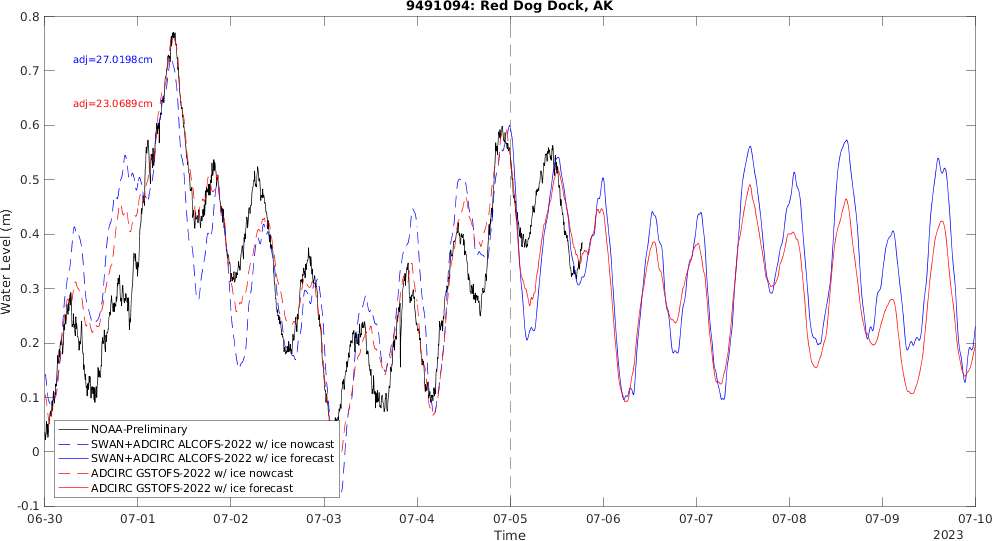 9491094: Red Dog Dock, AK
Water Level (m)
0.8
0.7
0.6
0.5
0.4
0.3
0.2
0.1
0
-0.1
adj=27.0198cm
adj=23.0689cm
NOAA-Preliminary
SWAN+ADCIRC ALCOFS-2022 w/ ice nowcast
SWAN+ADCIRC ALCOFS-2022 w/ ice forecast
ADCIRC GSTOFS-2022 w/ ice nowcast
ADCIRC GSTOFS-2022 w/ ice forecast
06-30 07-01 07-02 07-03 07-04 07-05 07-06 07-07 07-08 07-09 07-10
Time
2023